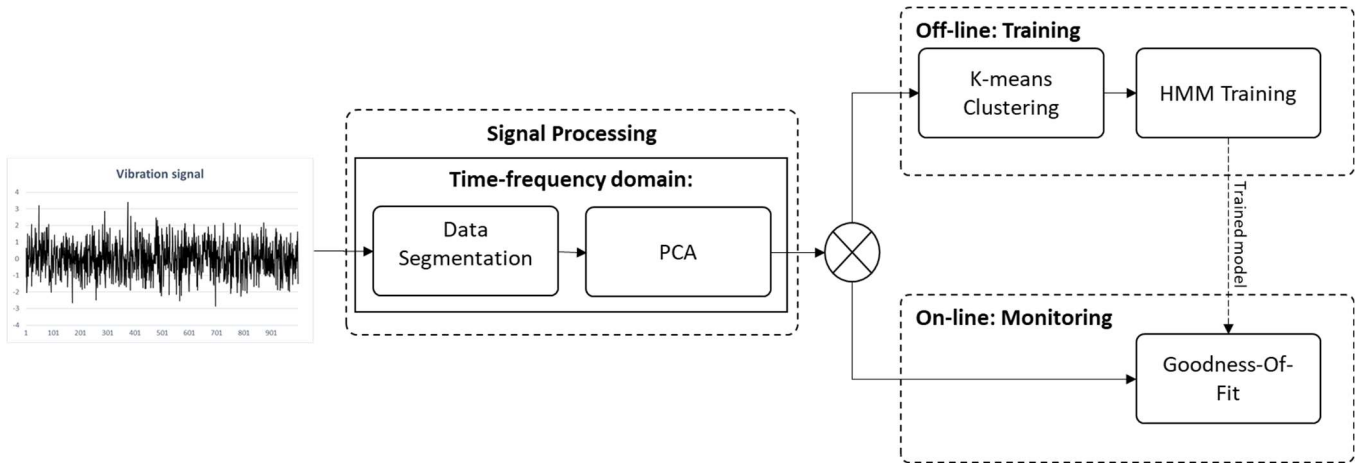 Vibration signal
4
3
2
1
0
-1
-2
-3
-4
1 101 201 301 401 501 601 701 801 901
Signal Processing
Time-frequency domain:
Data
Segmentation
PCA
Off-line: Training
K-means
Clustering
HMM Training
Trained model
On-line: Monitoring
Goodness-Of-
Fit